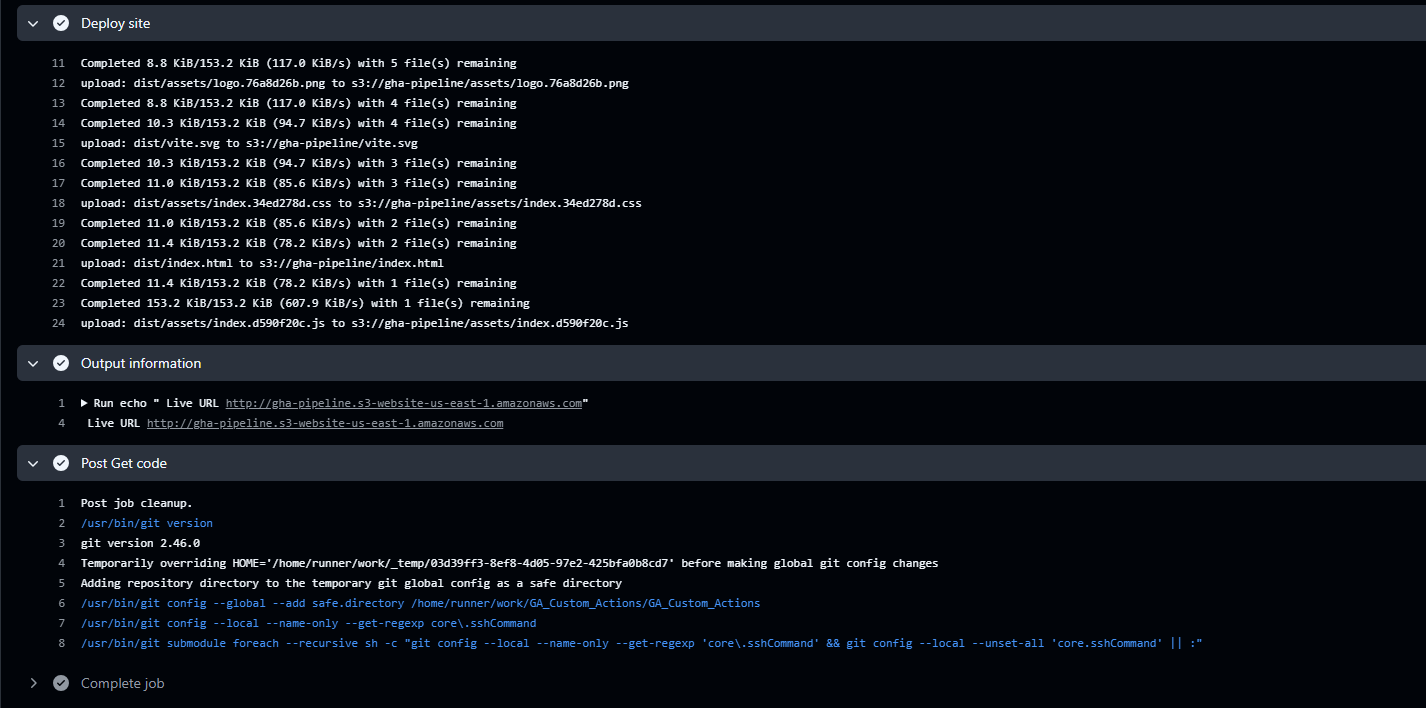 Deploy site
11 Completed 8.8 KiB/153.2 KiB (117.0 KiB/s) with 5 file(s) remaining
12 upload: dist/assets/logo.76a8d26b.png to s3://gha-pipeline/assets/logo.76a8d26b.png
13 Completed 8.8 KiB/153.2 KiB (117.0 KiB/s) with 4 file(s) remaining
14 Completed 10.3 KiB/153.2 KiB (94.7 KiB/s) with 4 file(s) remaining
15 upload: dist/vite.svg to s3://gha-pipeline/vite.svg
16 Completed 10.3 KiB/153.2 KiB (94.7 KiB/s) with 3 file(s) remaining
17 Completed 11.0 KiB/153.2 KiB (85.6 KiB/s) with 3 file(s) remaining
18 upload: dist/assets/index.34ed278d.css to s3://gha-pipeline/assets/index.34ed278d.css
19 Completed 11.0 KiB/153.2 KiB (85.6 KiB/s) with 2 file(s) remaining
20 Completed 11.4 KiB/153.2 KiB (78.2 KiB/s) with 2 file(s) remaining
21 upload: dist/index.html to s3://gha-pipeline/index.html
22 Completed 11.4 KiB/153.2 KiB (78.2 KiB/s) with 1 file(s) remaining
23 Completed 153.2 KiB/153.2 KiB (607.9 KiB/s) with 1 file(s) remaining
24 upload: dist/assets/index.d590f20c.js to s3://gha-pipeline/assets/index.d590f20c.js
Output information
1 Run echo " Live URL http://gha-pipeline.s3-website-us-east-1.amazonaws.com"
4 Live URL http://gha-pipeline.s3-website-us-east-1.amazonaws.com
Post Get code
1 Post job cleanup.
2 /usr/bin/git version
3 git version 2.46.0
4 Temporarily overriding HOME='/home/runner/work/_temp/03d39ff3-8ef8-4d05-97e2-425bfa0b8cd7' before making global git config changes
5 Adding repository directory to the temporary git global config as a safe directory
6 /usr/bin/git config --global --add safe.directory /home/runner/work/GA_Custom_Actions/GA_Custom_Actions
7 /usr/bin/git config --local --name-only --get-regexp core\.sshCommand
8 /usr/bin/git submodule foreach --recursive sh -c "git config --local --name-only --get-regexp 'core\.sshCommand' && git config --local --unset-all 'core.sshCommand' || :"
Complete job